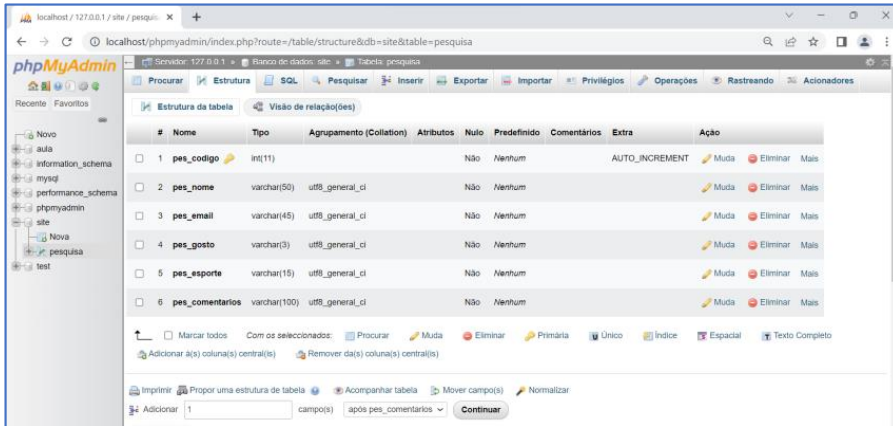 localhost / 127.0.0.1 / site / pesquis
localhost/phpmyadmin/index.php?route=/table/structure&db=site&table=pesquisa
phpMyAdmin
Recente Favoritos
Novo
aula
information_schema
mysql
performance_schema
phpmyadmin
site
Nova
pesquisa
test
Servidor: 127.0.0.1 » Banco de dados: site » Tabela: pesquisa
Procurar Estrutura SQL Pesquisar Inserir Exportar Importar Privilégios Operações Rastreando Acionadores
Estrutura da tabela Visão de relação(ões)
# Nome Tipo Agrupamento (Collation) Atributos Nulo Predefinido Comentários Extra Ação
1 pes_codigo int(11) Não Nenhum AUTO_INCREMENT Muda Eliminar Mais
2 pes_nome varchar(50) utf8_general_ci Não Nenhum Muda Eliminar Mais
3 pes_email varchar(45) utf8_general_ci Não Nenhum Muda Eliminar Mais
4 pes_gosto varchar(3) utf8_general_ci Não Nenhum Muda Eliminar Mais
5 pes_esporte varchar(15) utf8_general_ci Não Nenhum Muda Eliminar Mais
6 pes_comentarios varchar(100) utf8_general_ci Não Nenhum Muda Eliminar Mais
Marcar todos Com os seleccionados: Procurar Muda Eliminar Primária Único Índice Espacial Texto Completo
Adicionar à(s) coluna(s) central(is) Remover da(s) coluna(s) central(is)
Imprimir Propor uma estrutura de tabela Acompanhar tabela Mover campo(s) Normalizar
Adicionar 1 campo(s) após pes_comentarios Continuar